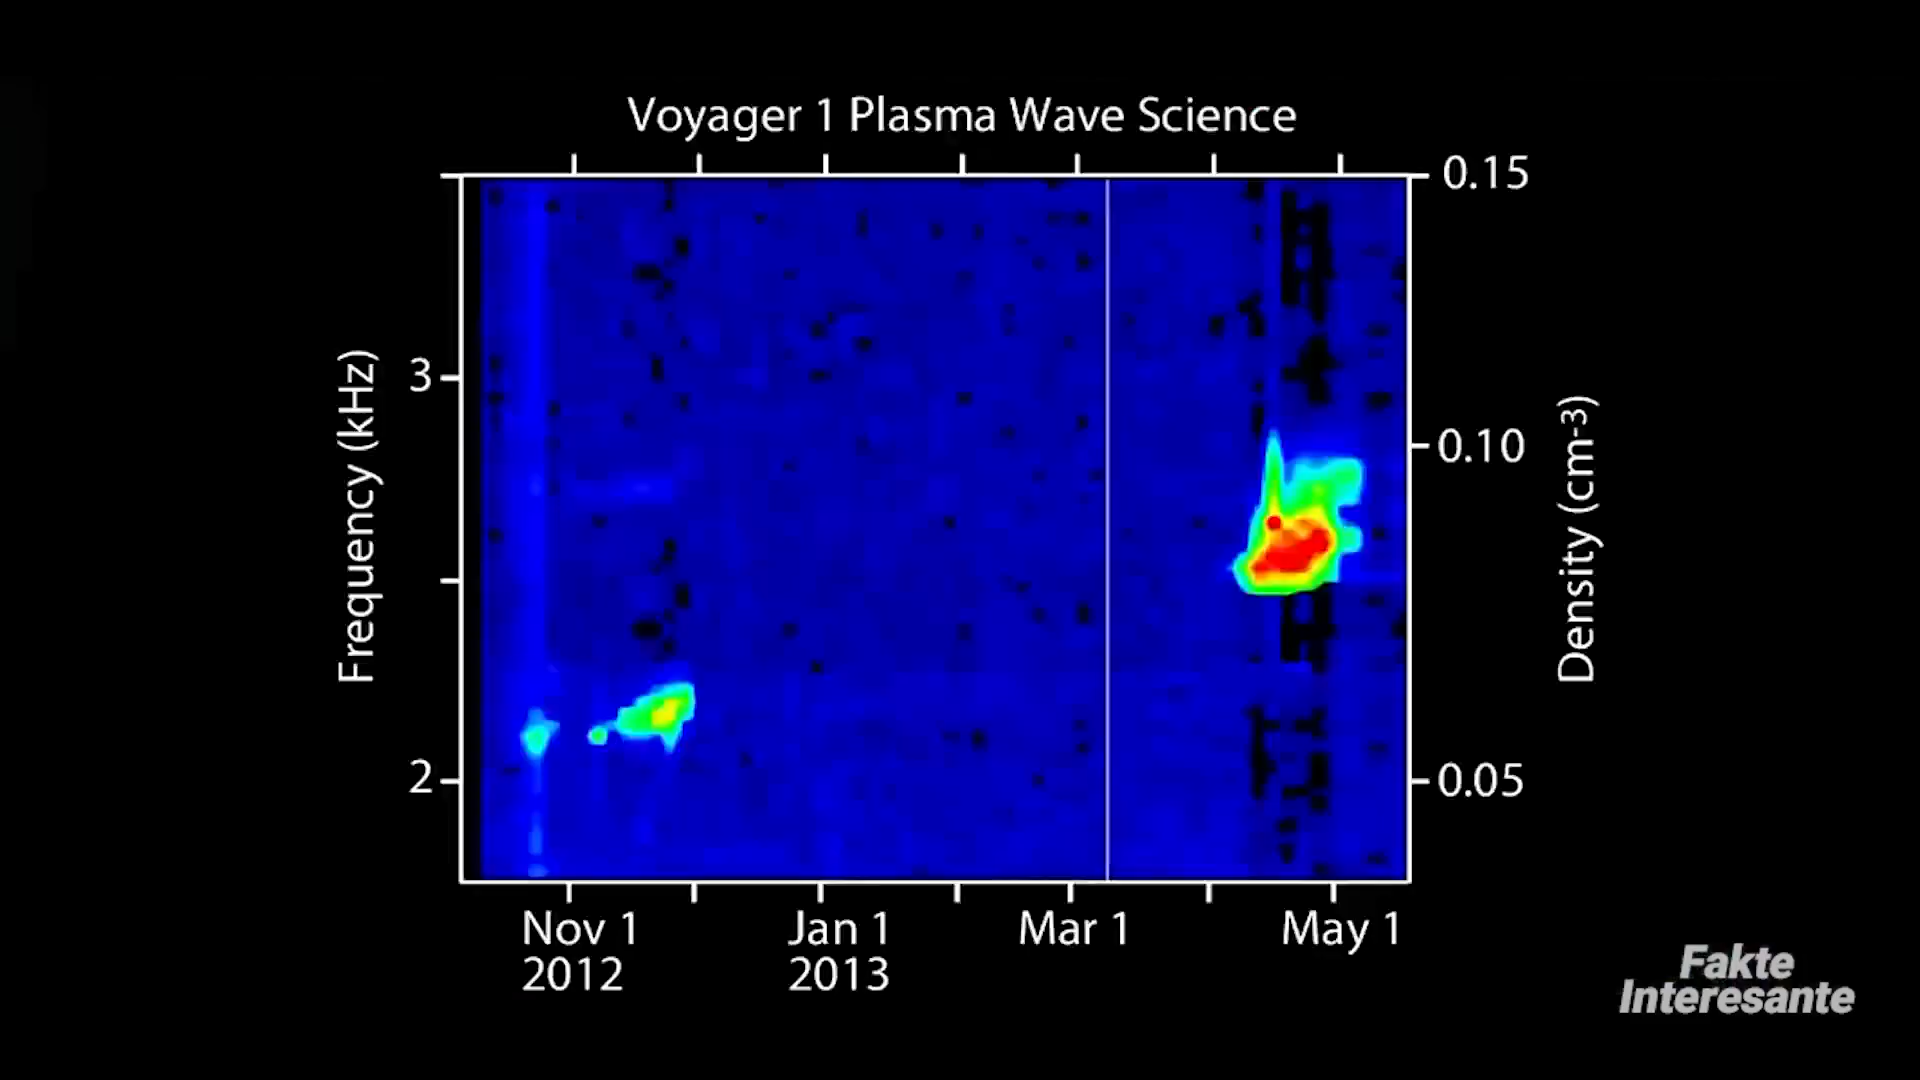 Voyager 1 Plasma Wave Science
0.15
3
0.10
Frequency (kHz)
Density (cm-3)
2
0.05
Nov 1
2012
Jan 1
2013
Mar 1
May 1
Fakte
Interesante